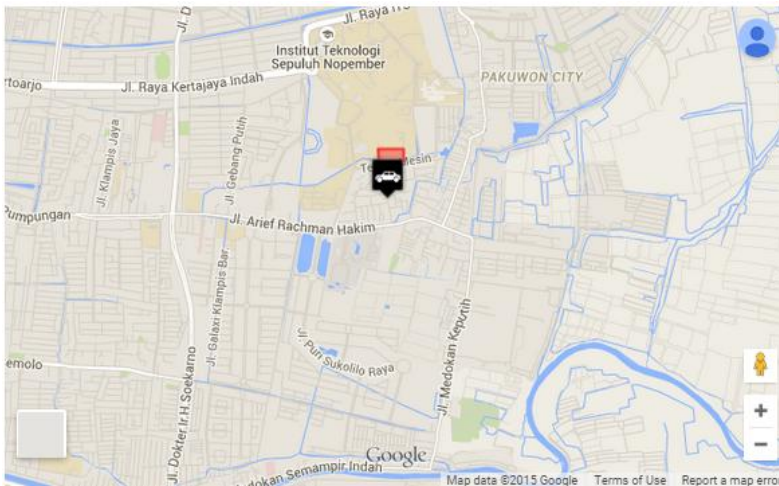 Jl. Raya ITS
Institut Teknologi
Sepuluh Nopember
Jl. D
PAKUWON CITY
rtoarjo
Jl. Raya Kertajaya Indah
Jl. Klampis Jaya
Jl. Gebang Putih
Pumpungan
Jl. Arief Rachman Hakim
Jl. Galaxi Klampis Bar
Jl. Puri Sukolilo Raya
Jl. Medokan Keputih
emolo
Jl. Dokter.Ir.H.Soekarno
Google
dokan Semampir Indah
Map data ©2015 Google
Terms of Use
Report a map erro